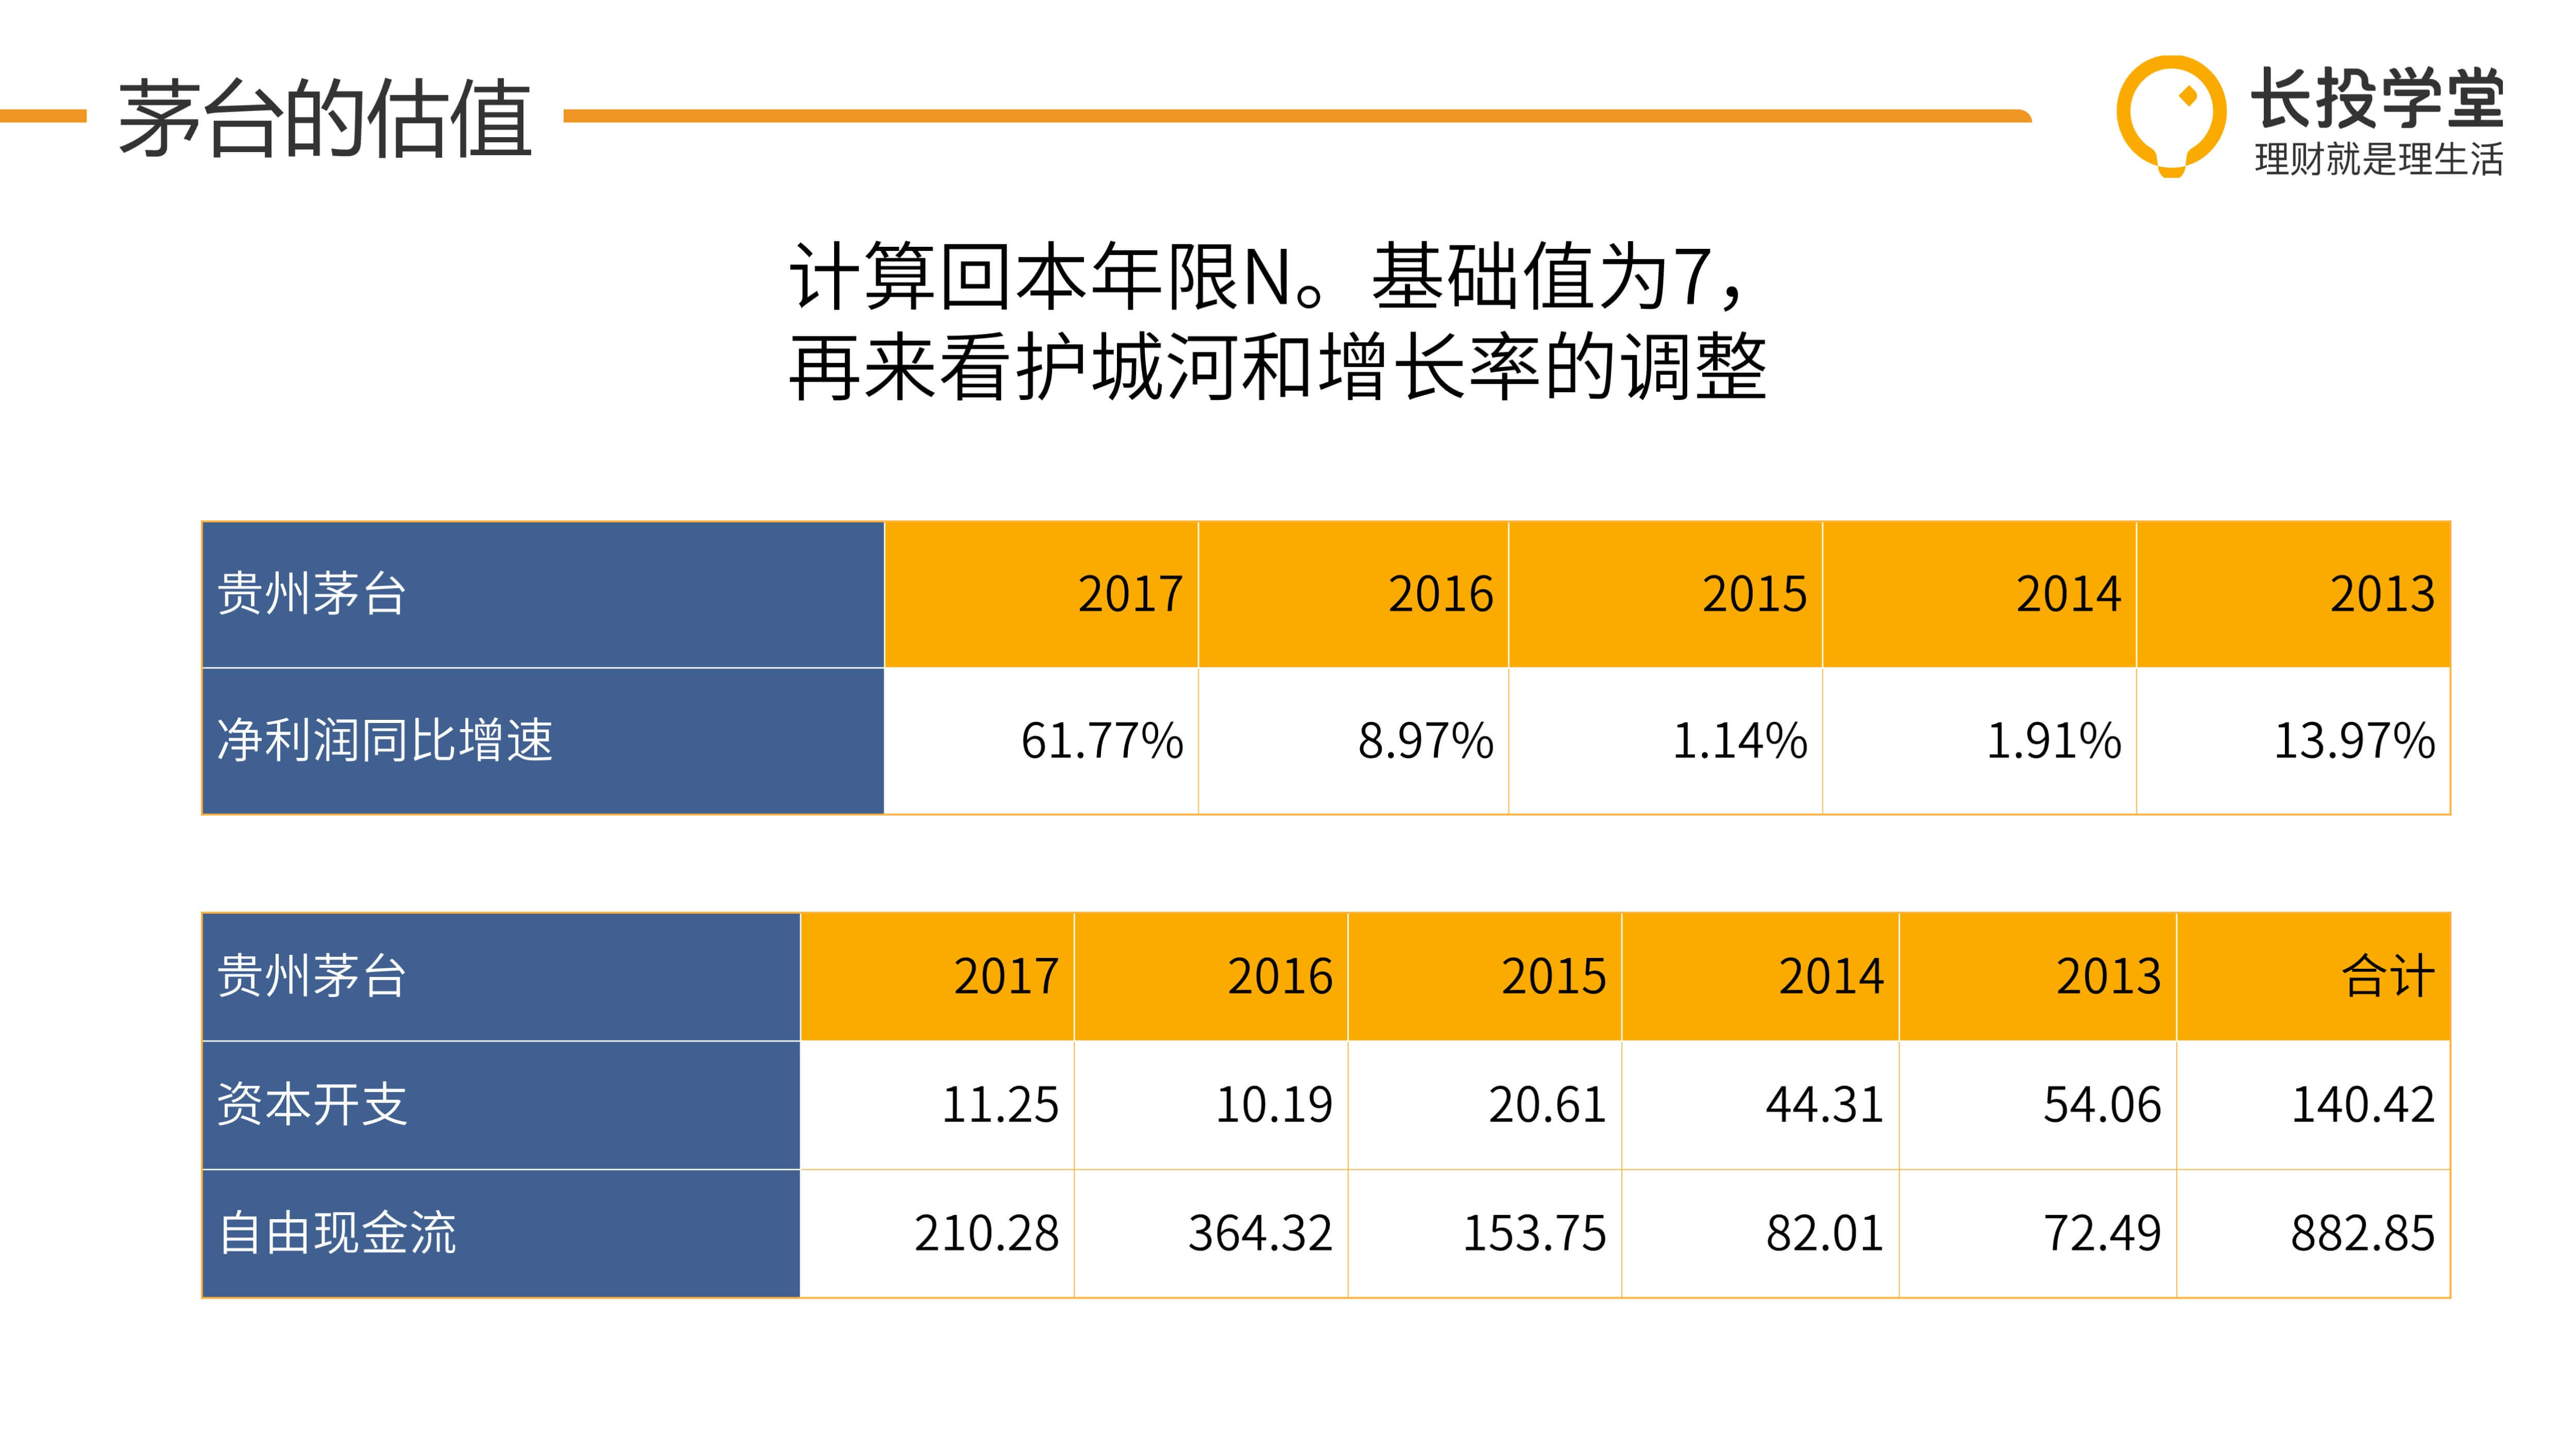 茅台的估值
长投学堂
理财就是理生活
计算回本年限N。基础值为7，
再来看护城河和增长率的调整
贵州茅台 2017 2016 2015 2014 2013
净利润同比增速 61.77% 8.97% 1.14% 1.91% 13.97%
贵州茅台 2017 2016 2015 2014 2013 合计
资本开支 11.25 10.19 20.61 44.31 54.06 140.42
自由现金流 210.28 364.32 153.75 82.01 72.49 882.85